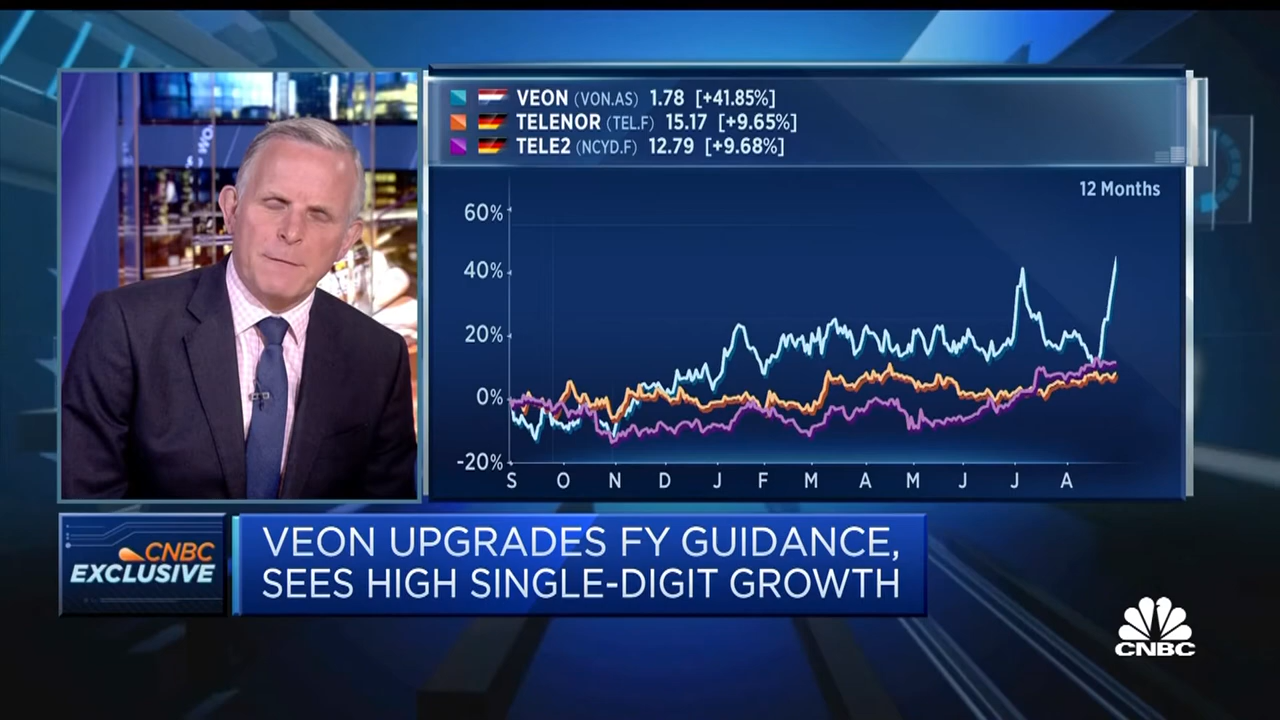 VEON (VON.AS) 1.78 [+41.85%]
TELENOR (TEL.F) 15.17 [+9.65%]
TELE2 (NCYD.F) 12.79 [+9.68%]
12 Months
60%
40%
20%
0%
-20%
S O N D J F M A M J J A
CNBC
EXCLUSIVE
VEON UPGRADES FY GUIDANCE,
SEES HIGH SINGLE-DIGIT GROWTH
CNBC